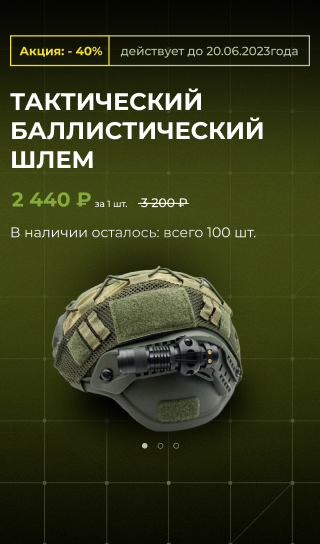 Акция: - 40% действует до 20.06.2023года
ТАКТИЧЕСКИЙ
БАЛЛИСТИЧЕСКИЙ
ШЛЕМ
2 440 ₽ за 1 шт. 3 200 ₽
В наличии осталось: всего 100 шт.